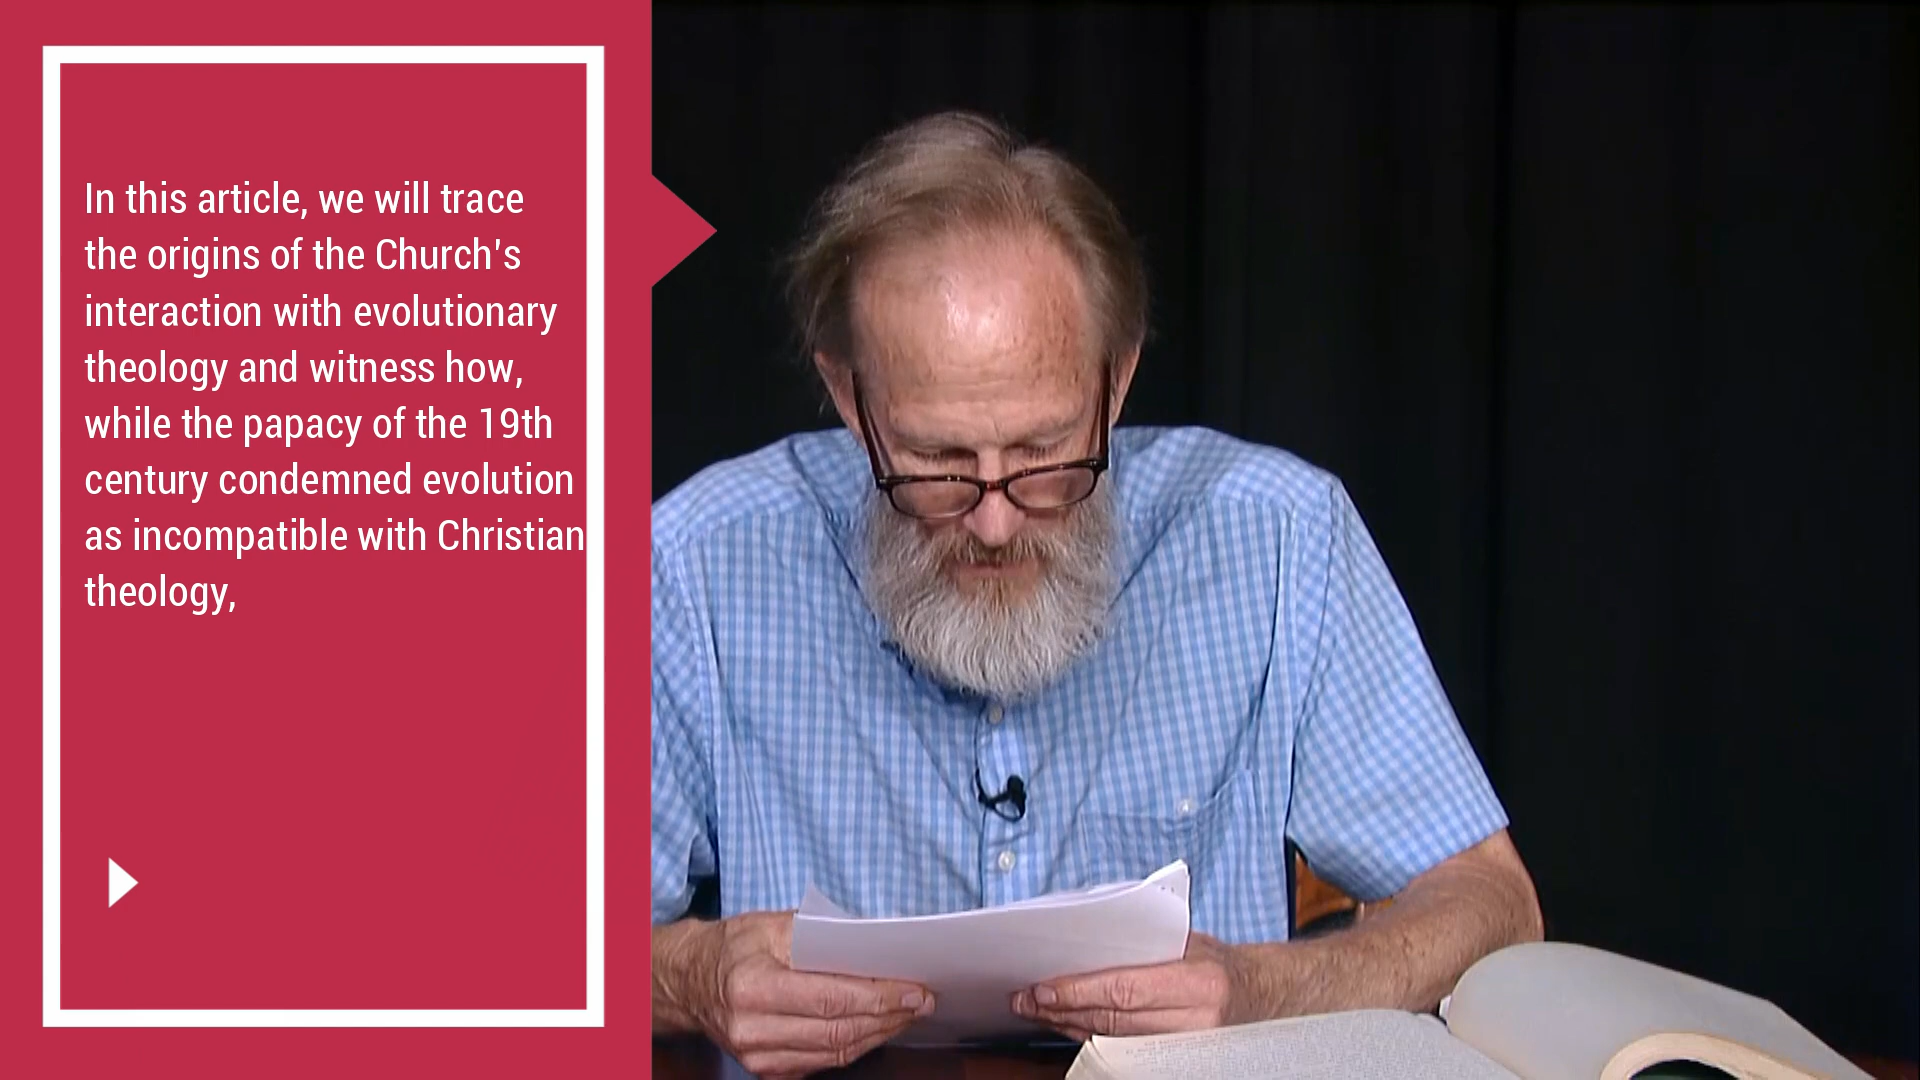 In this article, we will trace
the origins of the Church's
interaction with evolutionary
theology and witness how,
while the papacy of the 19th
century condemned evolution
as incompatible with Christian
theology,